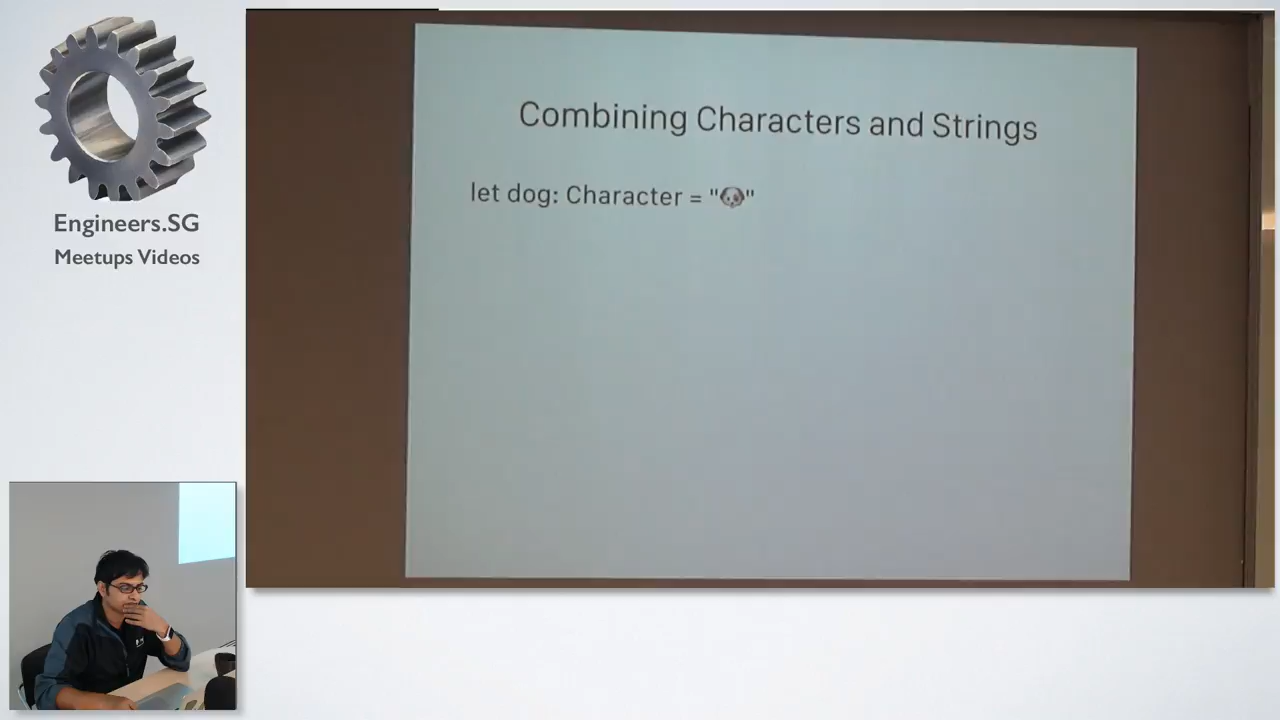 Engineers.SG
Meetups Videos
Combining Characters and Strings
let dog: Character = "🐶"